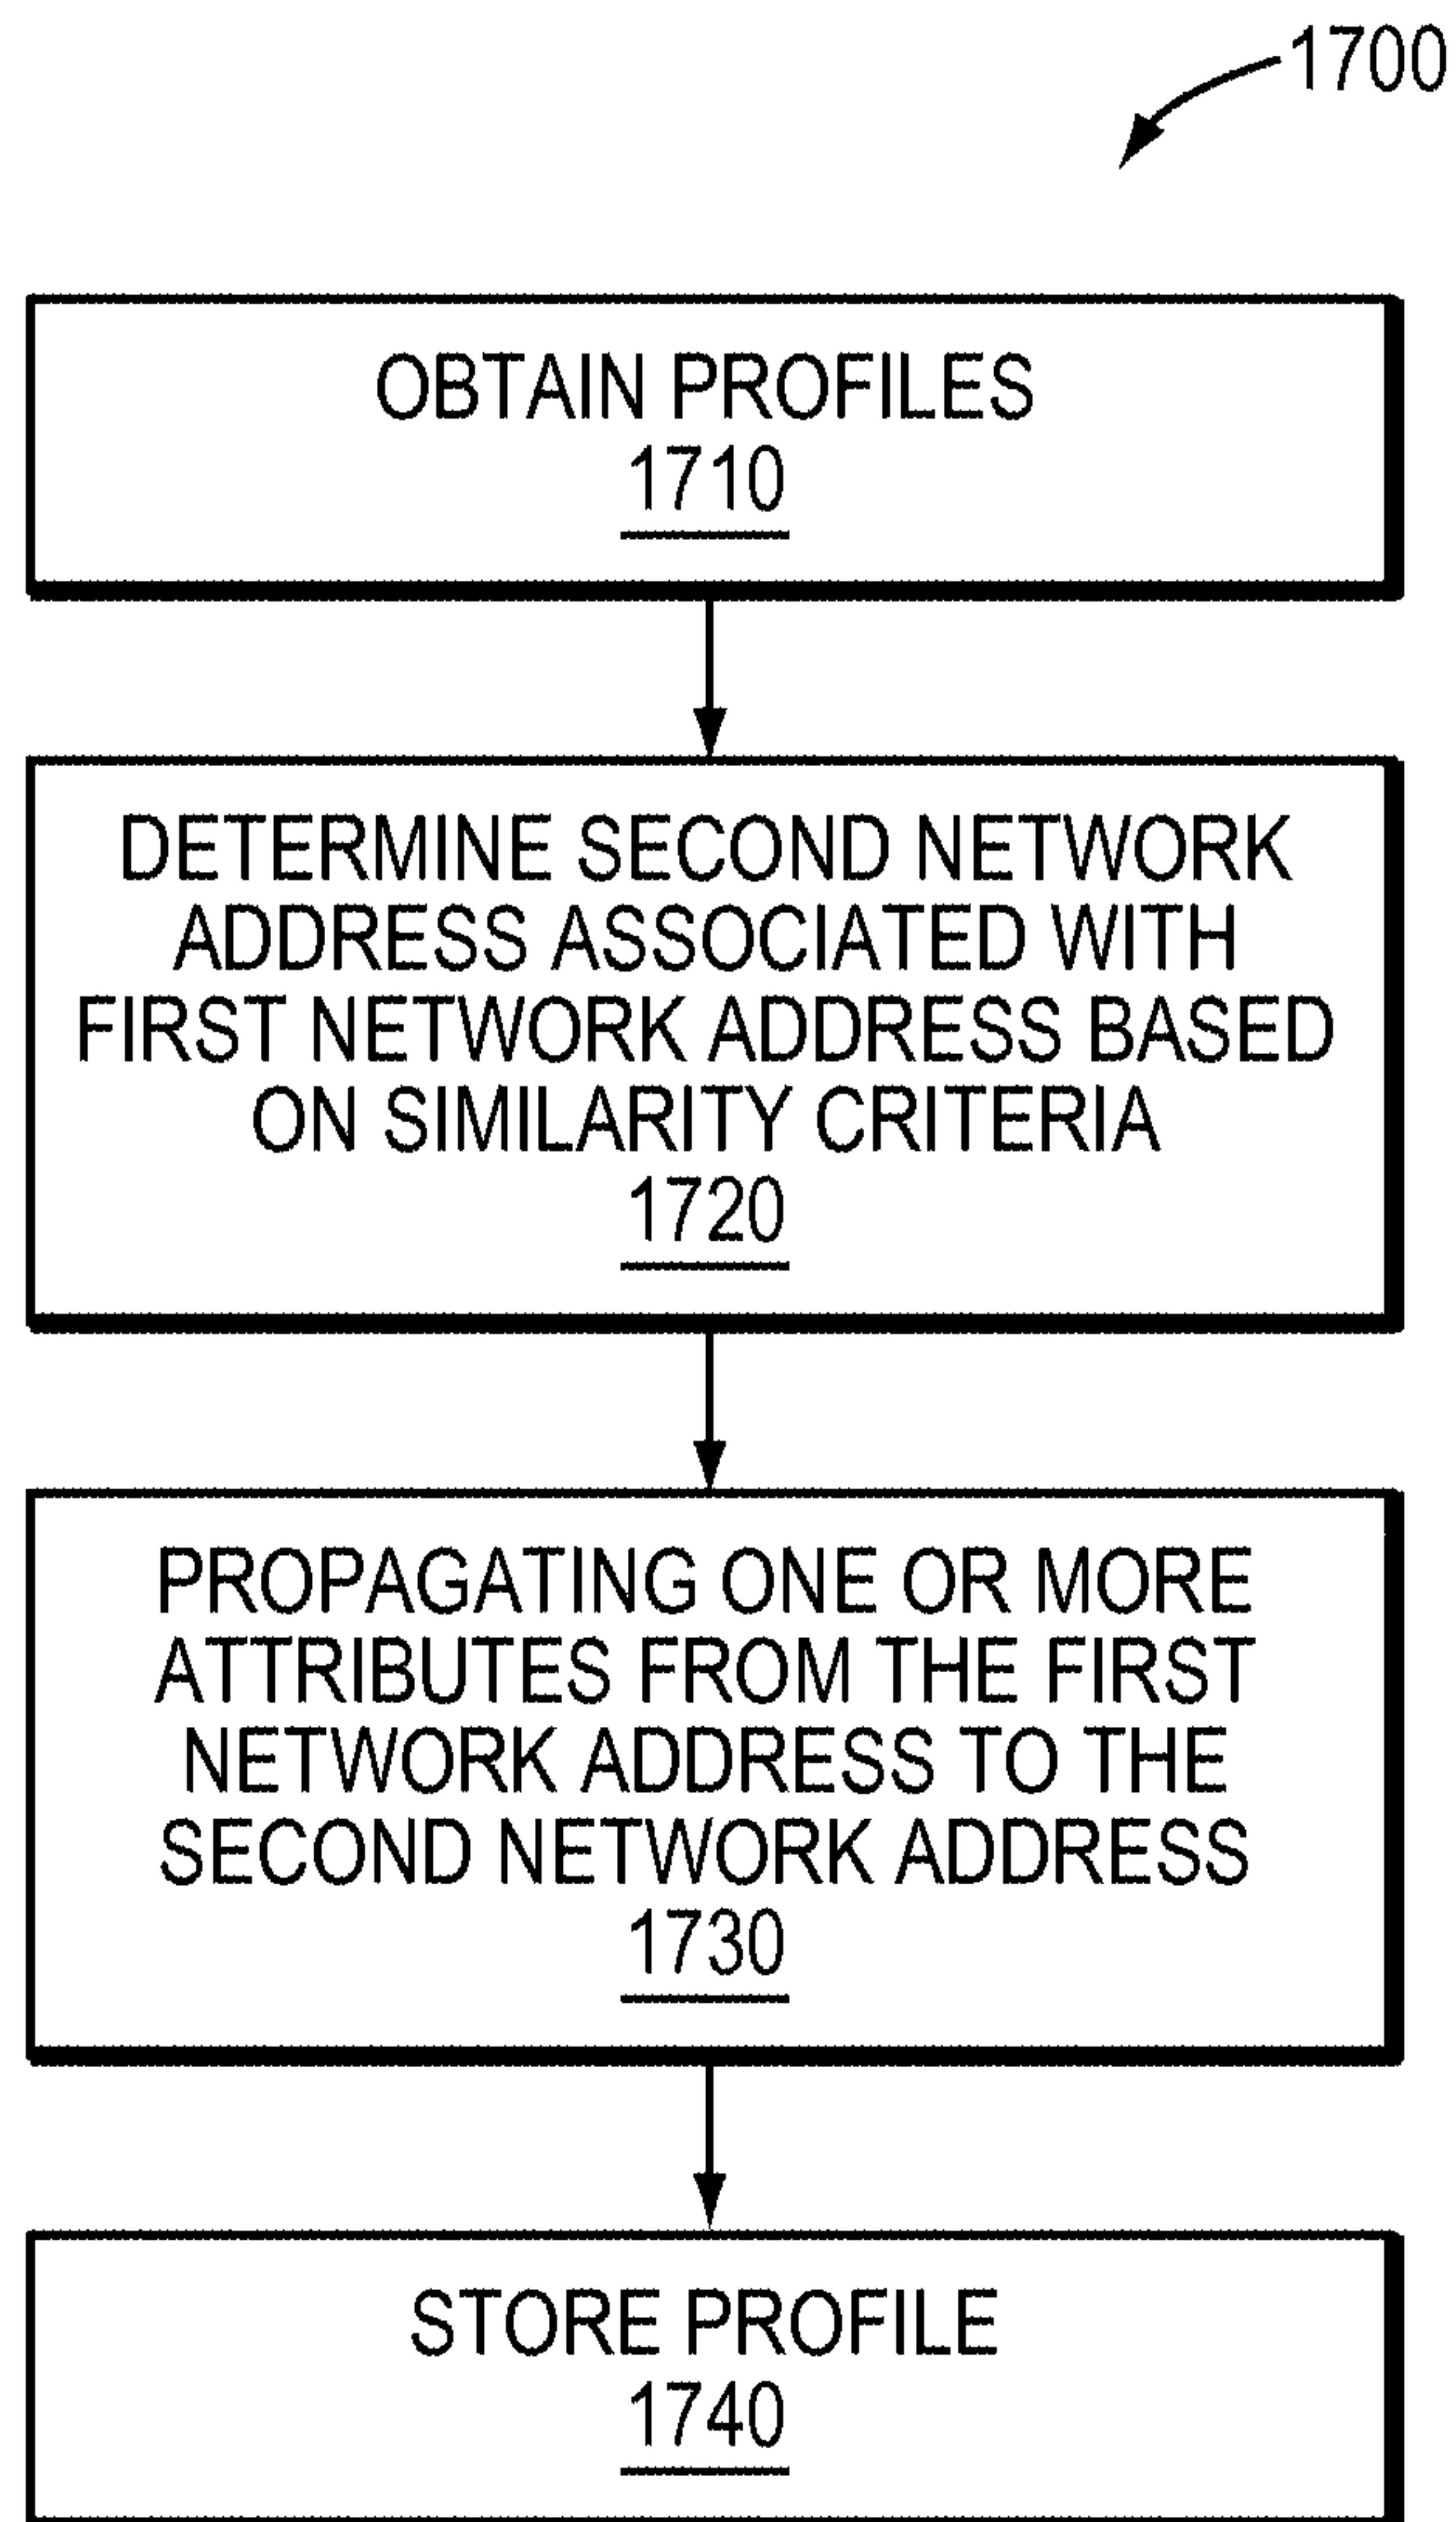 1700
OBTAIN PROFILES
1710
DETERMINE SECOND NETWORK
ADDRESS ASSOCIATED WITH
FIRST NETWORK ADDRESS BASED
ON SIMILARITY CRITERIA
1720
PROPAGATING ONE OR MORE
ATTRIBUTES FROM THE FIRST
NETWORK ADDRESS TO THE
SECOND NETWORK ADDRESS
1730
STORE PROFILE
1740